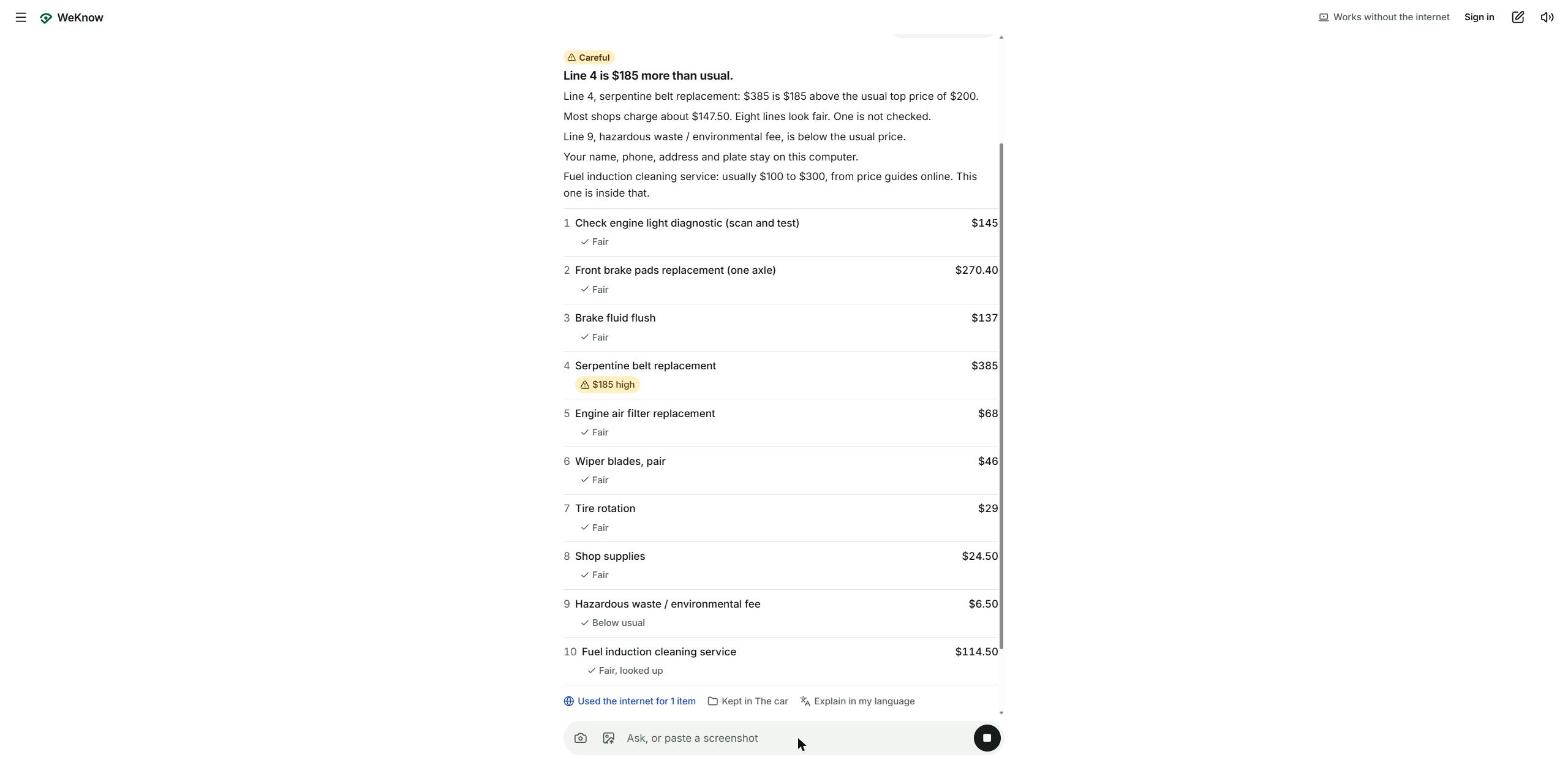 WeKnow
Works without the internet
Sign in
Careful
Line 4 is $185 more than usual.
Line 4, serpentine belt replacement: $385 is $185 above the usual top price of $200.
Most shops charge about $147.50. Eight lines look fair. One is not checked.
Line 9, hazardous waste / environmental fee, is below the usual price.
Your name, phone, address and plate stay on this computer.
Fuel induction cleaning service: usually $100 to $300, from price guides online. This
one is inside that.
1 Check engine light diagnostic (scan and test) $145
Fair
2 Front brake pads replacement (one axle) $270.40
Fair
3 Brake fluid flush $137
Fair
4 Serpentine belt replacement $385
$185 high
5 Engine air filter replacement $68
Fair
6 Wiper blades, pair $46
Fair
7 Tire rotation $29
Fair
8 Shop supplies $24.50
Fair
9 Hazardous waste / environmental fee $6.50
Below usual
10 Fuel induction cleaning service $114.50
Fair, looked up
Used the internet for 1 item Kept in The car Explain in my language
Ask, or paste a screenshot